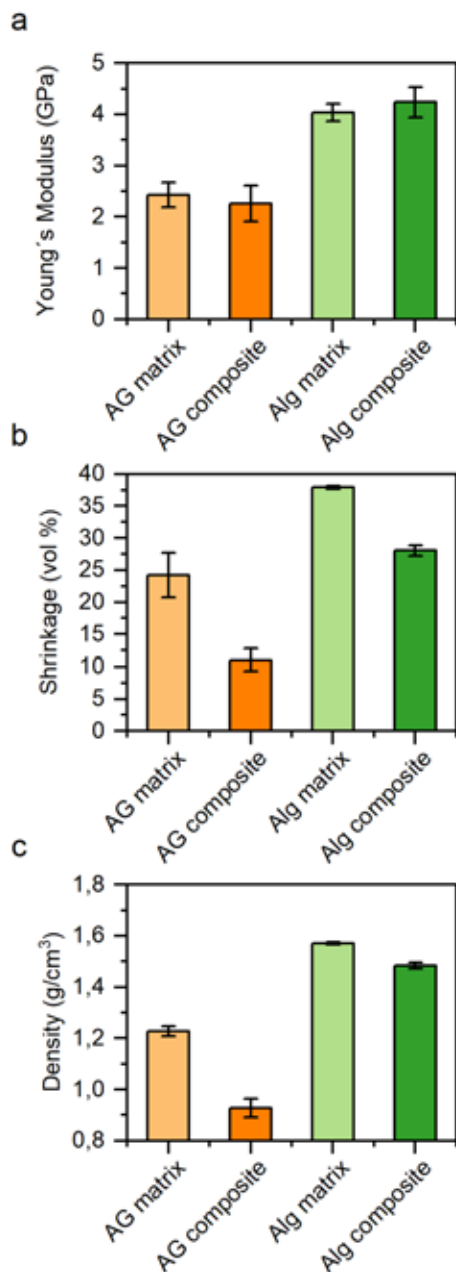 a
Young´s Modulus (GPa)
5
4
3
2
1
0
AG matrix
AG composite
Alg matrix
Alg composite
b
Shrinkage (vol %)
40
35
30
25
20
15
10
5
0
AG matrix
AG composite
Alg matrix
Alg composite
c
Density (g/cm³)
1,8
1,6
1,4
1,2
1,0
0,8
AG matrix
AG composite
Alg matrix
Alg composite